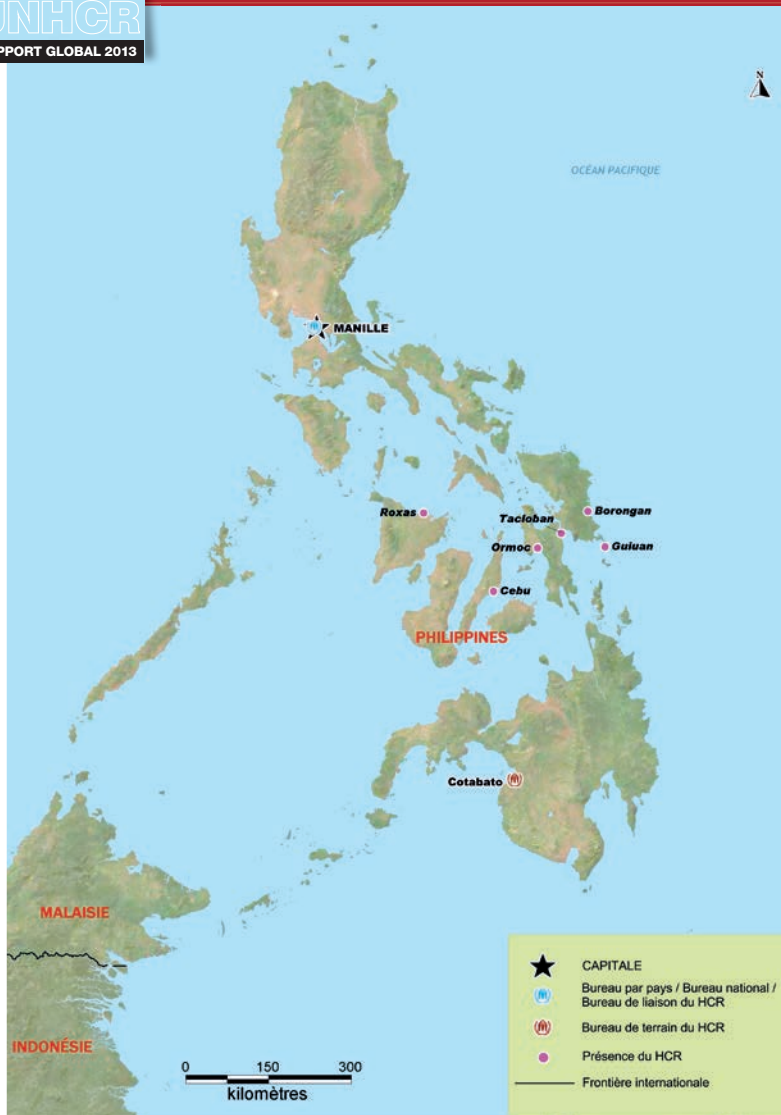 UNHCR
PPORT GLOBAL 2013
N
OCÉAN PACIFIQUE
MANILLE
Roxas
Tacloban
Borongan
Ormoc
Guiuan
Cebu
PHILIPPINES
Cotabato
MALAISIE
INDONÉSIE
0 150 300
kilomètres
CAPITALE
Bureau par pays / Bureau national /
Bureau de liaison du HCR
Bureau de terrain du HCR
Présence du HCR
Frontière internationale